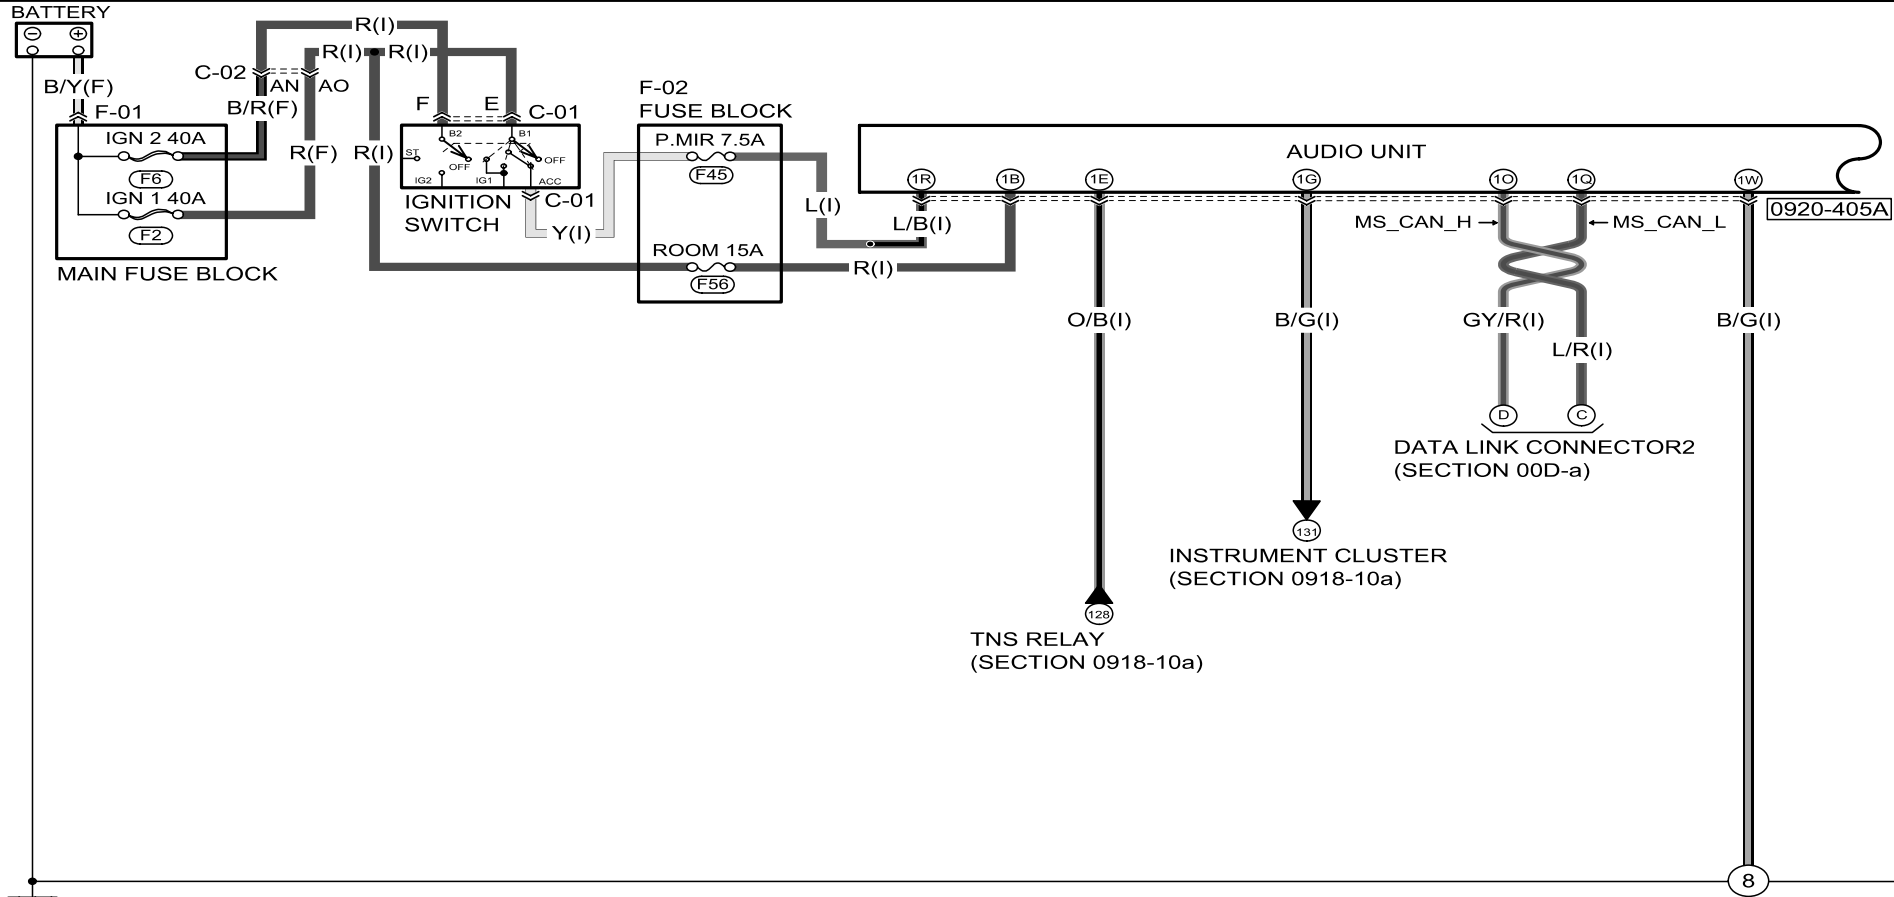 BATTERY
R(I)
R(I)
R(I)
C-02
AN
AO
B/Y(F)
F-02
B/R(F)
F
E
C-01
F-01
FUSE BLOCK
IGN 2 40A
B2
B1
P.MIR 7.5A
AUDIO UNIT
R(F)
R(I)
ST
OFF
OFF
F6
IG2
IG1
ACC
F45
1R
1B
1E
1G
1O
1Q
1W
IGN 1 40A
IGNITION
SWITCH
C-01
L(I)
L/B(I)
MS_CAN_H
MS_CAN_L
0920-405A
F2
Y(I)
ROOM 15A
MAIN FUSE BLOCK
R(I)
F56
O/B(I)
B/G(I)
GY/R(I)
B/G(I)
L/R(I)
D
C
DATA LINK CONNECTOR2
(SECTION 00D-a)
131
INSTRUMENT CLUSTER
(SECTION 0918-10a)
128
TNS RELAY
(SECTION 0918-10a)
8